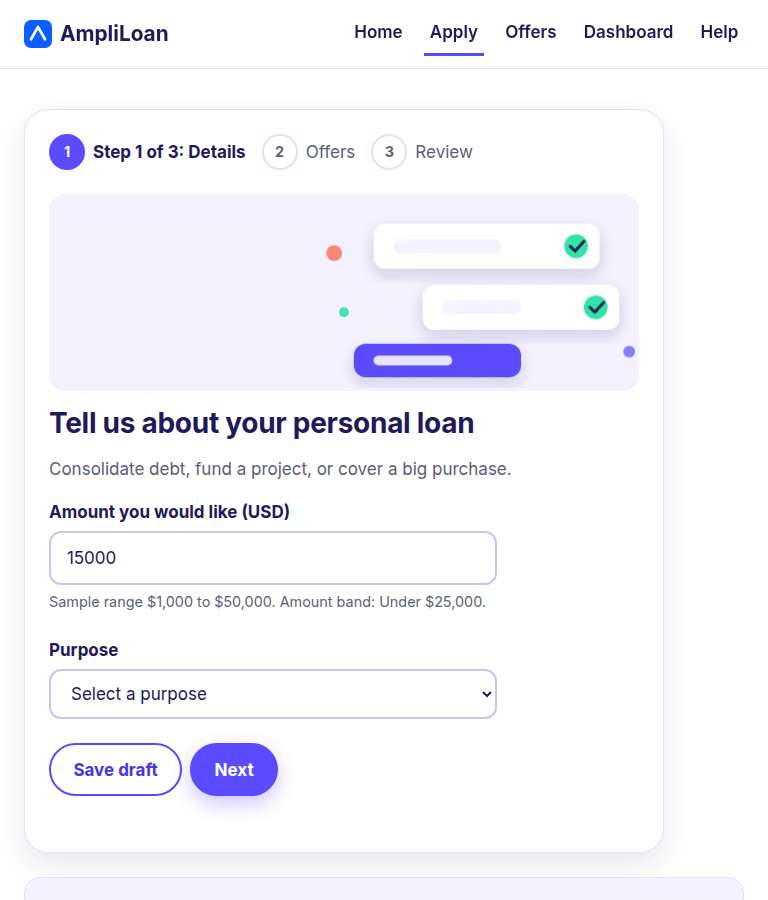 AmpliLoan
Home Apply Offers Dashboard Help
1 Step 1 of 3: Details 2 Offers 3 Review
Tell us about your personal loan
Consolidate debt, fund a project, or cover a big purchase.
Amount you would like (USD)
15000
Sample range $1,000 to $50,000. Amount band: Under $25,000.
Purpose
Select a purpose
Save draft Next